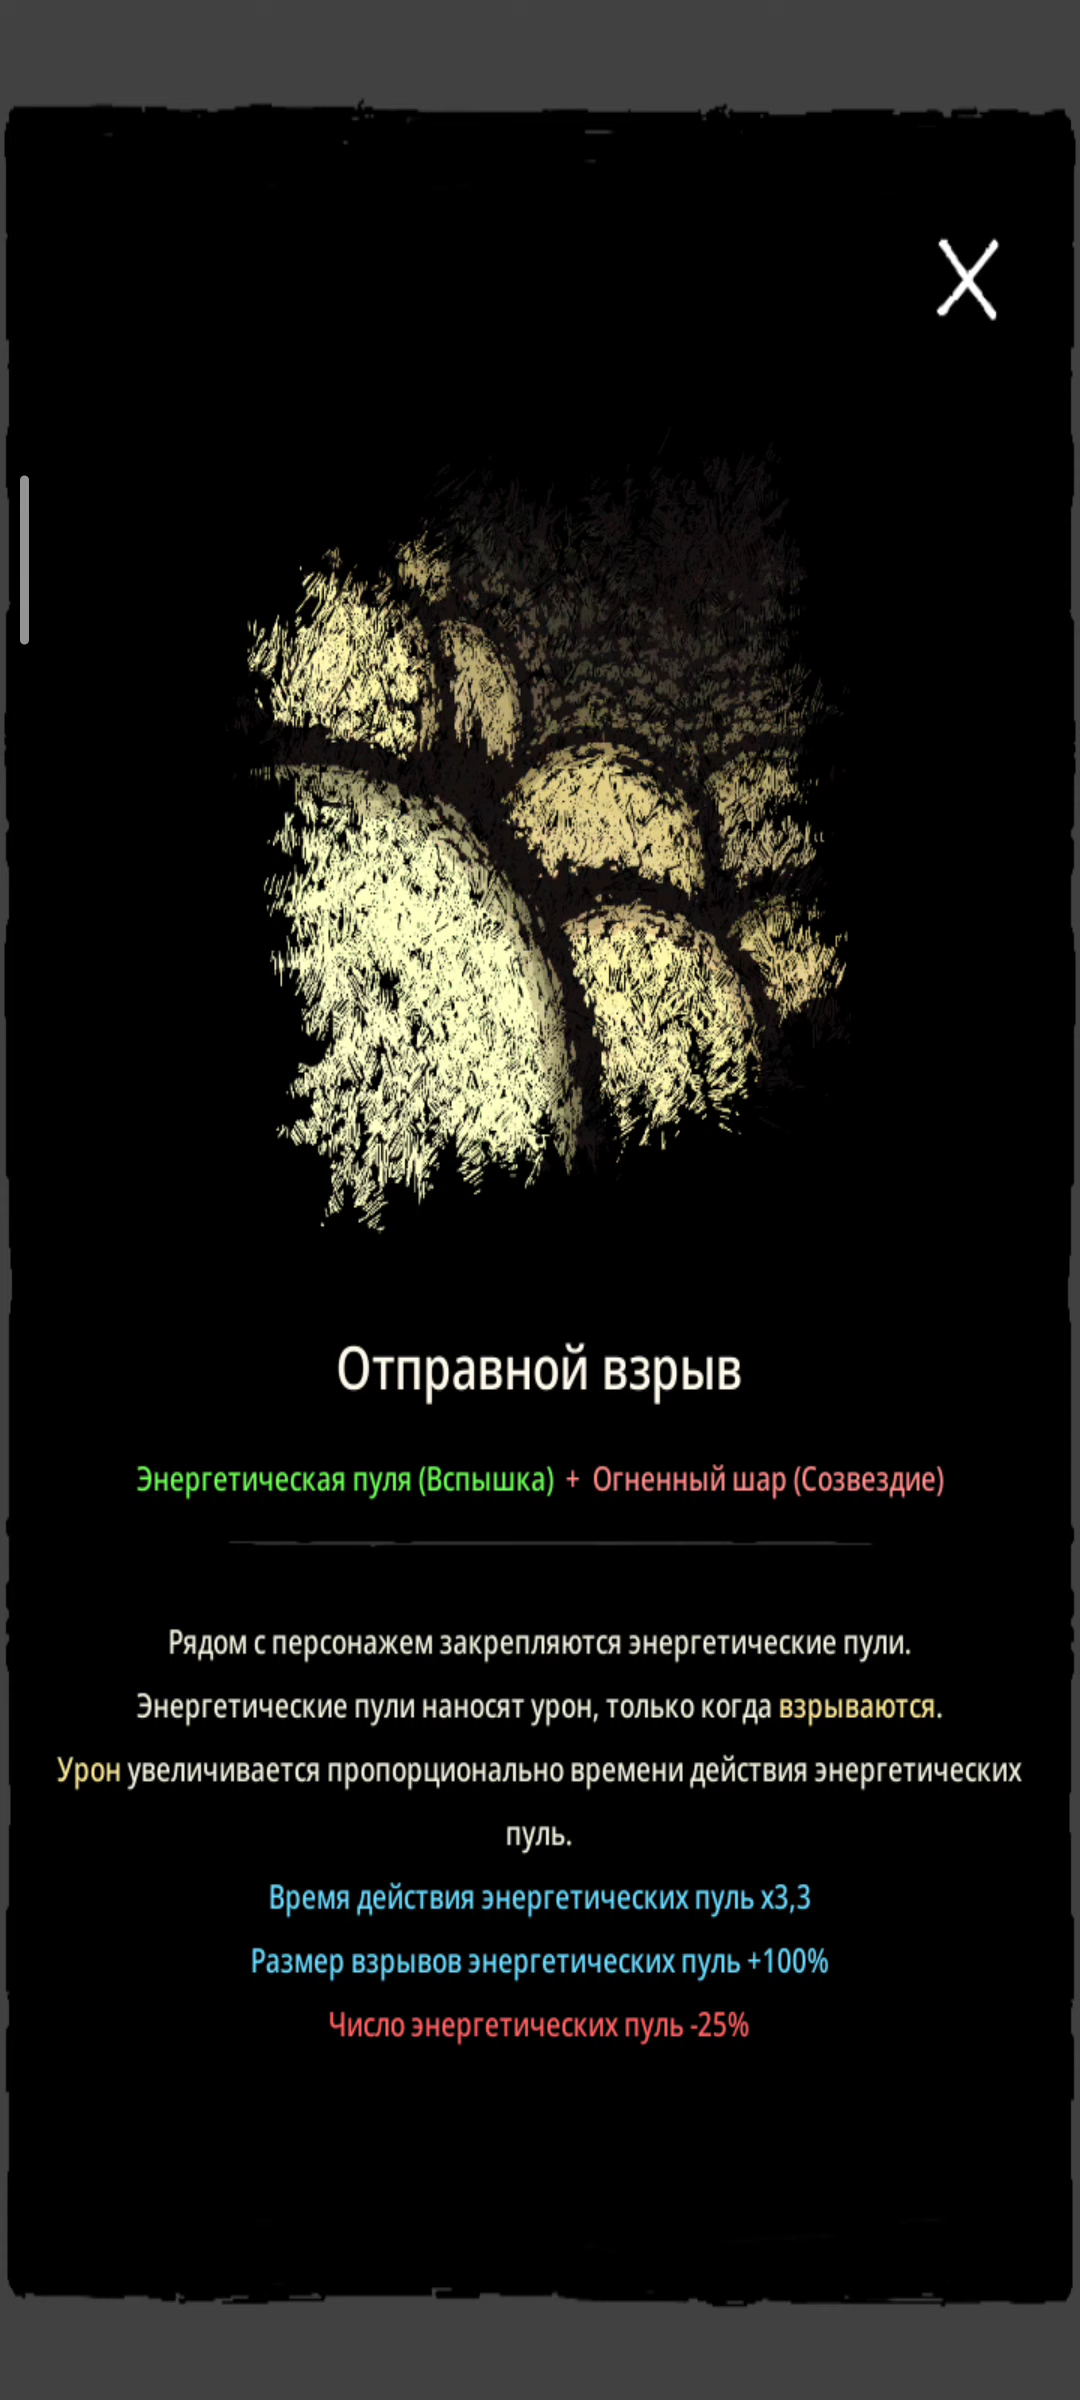 X
Отправной взрыв
Энергетическая пуля (Вспышка) + Огненный шар (Созвездие)
Рядом с персонажем закрепляются энергетические пули.
Энергетические пули наносят урон, только когда взрываются.
Урон увеличивается пропорционально времени действия энергетических
пуль.
Время действия энергетических пуль x3,3
Размер взрывов энергетических пуль +100%
Число энергетических пуль -25%